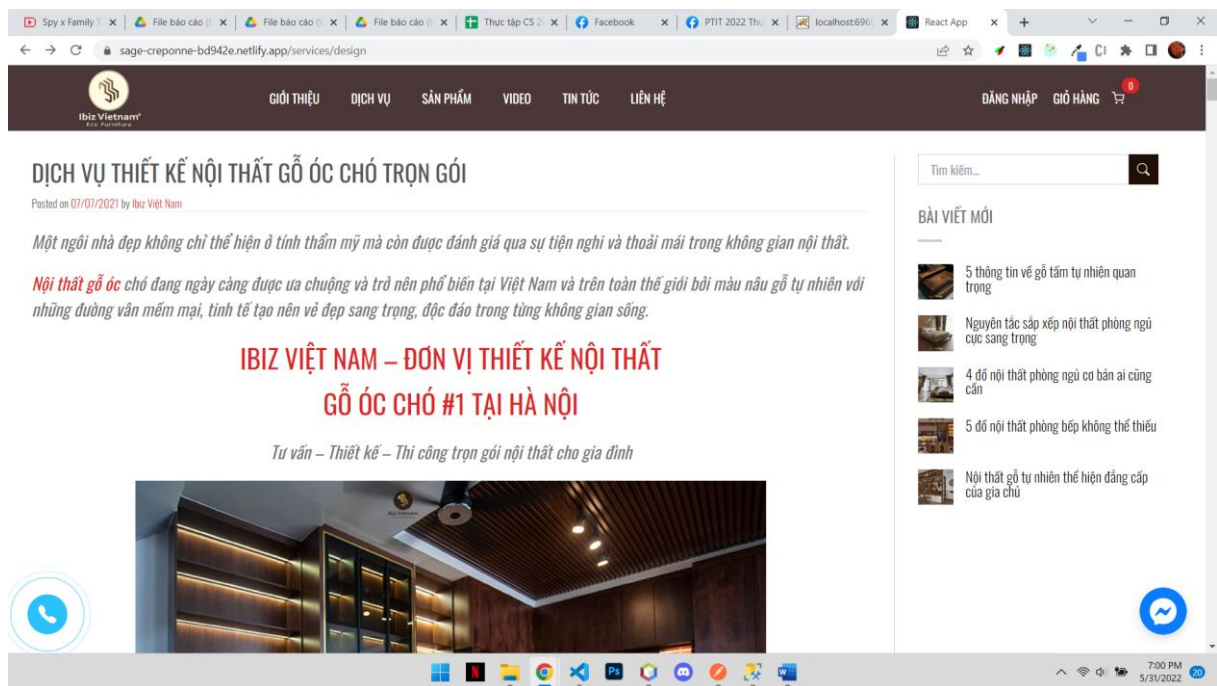 Spy x Family T
File báo cáo (t
File báo cáo (t
File báo cáo (t
Thực tập CS 2
Facebook
PTIT 2022 Thu
localhost:696
React App
sage-creponne-bd942e.netlify.app/services/design
Ibiz Vietnam
Eco Furniture
GIỚI THIỆU DỊCH VỤ SẢN PHẨM VIDEO TIN TỨC LIÊN HỆ
ĐĂNG NHẬP GIỎ HÀNG 0
DỊCH VỤ THIẾT KẾ NỘI THẤT GỖ ÓC CHÓ TRỌN GÓI
Posted on 07/07/2021 by Ibiz Việt Nam
Một ngôi nhà đẹp không chỉ thể hiện ở tính thẩm mỹ mà còn được đánh giá qua sự tiện nghi và thoải mái trong không gian nội thất.
Nội thất gỗ óc chó đang ngày càng được ưa chuộng và trở nên phổ biến tại Việt Nam và trên toàn thế giới bởi màu nâu gỗ tự nhiên với
những đường vân mềm mại, tinh tế tạo nên vẻ đẹp sang trọng, độc đáo trong từng không gian sống.
IBIZ VIỆT NAM – ĐƠN VỊ THIẾT KẾ NỘI THẤT
GỖ ÓC CHÓ #1 TẠI HÀ NỘI
Tư vấn – Thiết kế – Thi công trọn gói nội thất cho gia đình
Ibiz Vietnam
Tìm kiếm...
BÀI VIẾT MỚI
5 thông tin về gỗ tấm tự nhiên quan
trọng
Nguyên tắc sắp xếp nội thất phòng ngủ
cực sang trọng
4 đồ nội thất phòng ngủ cơ bản ai cũng
cần
5 đồ nội thất phòng bếp không thể thiếu
Nội thất gỗ tự nhiên thể hiện đẳng cấp
của gia chủ
7:00 PM
5/31/2022
20